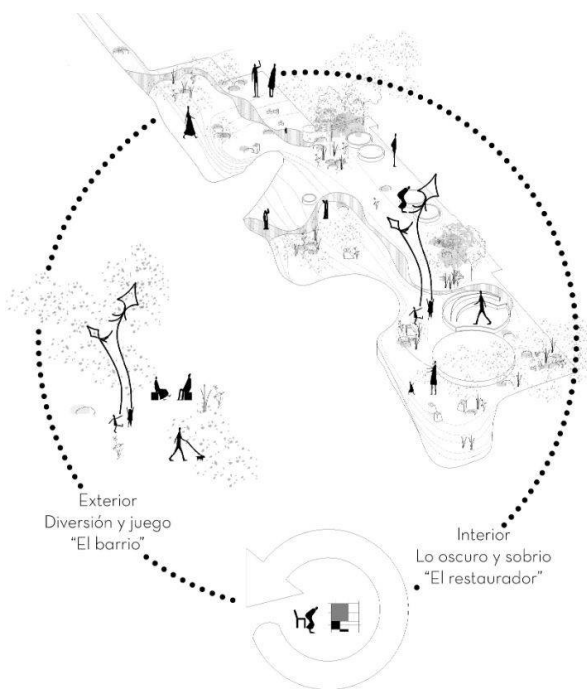 Exterior
Diversión y juego
“El barrio”
Interior
Lo oscuro y sobrio
“El restaurador”